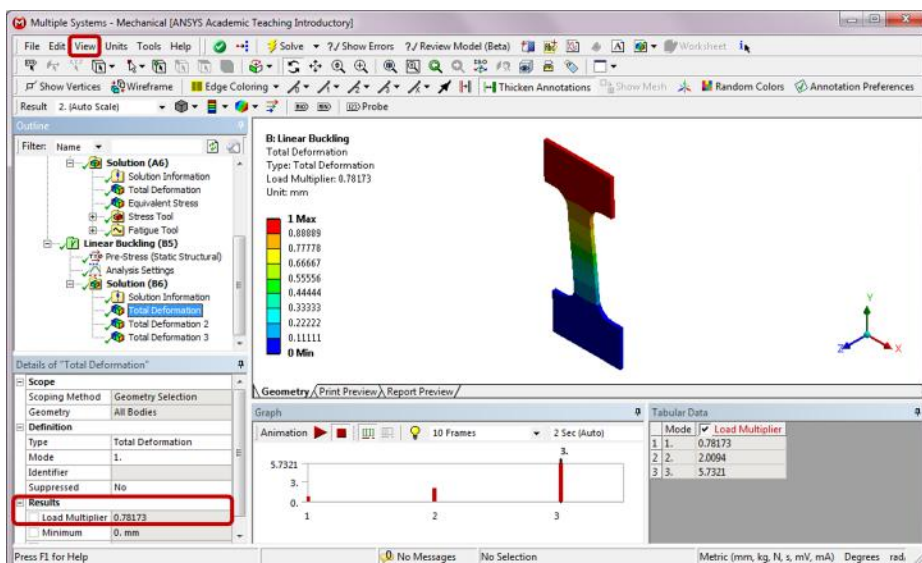 Multiple Systems - Mechanical [ANSYS Academic Teaching Introductory]
File Edit View Units Tools Help Solve ?/ Show Errors ?/ Review Model (Beta) A Worksheet
Show Vertices Wireframe Edge Coloring Thicken Annotations Show Mesh Random Colors Annotation Preferences
Result 2. (Auto Scale) Probe
Outline
Filter: Name
Solution (A6)
Solution Information
Total Deformation
Equivalent Stress
Stress Tool
Fatigue Tool
Linear Buckling (B5)
Pre-Stress (Static Structural)
Analysis Settings
Solution (B6)
Solution Information
Total Deformation
Total Deformation 2
Total Deformation 3
B: Linear Buckling
Total Deformation
Type: Total Deformation
Load Multiplier: 0.78173
Unit: mm
1 Max
0.88889
0.77778
0.66667
0.55556
0.44444
0.33333
0.22222
0.11111
0 Min
Y
Z
X
Geometry Print Preview Report Preview
Details of "Total Deformation"
Scope
Scoping Method Geometry Selection
Geometry All Bodies
Definition
Type Total Deformation
Mode 1.
Identifier
Suppressed No
Results
Load Multiplier 0.78173
Minimum 0. mm
Graph
Animation 10 Frames 2 Sec (Auto)
3.
5.7321
3.
0.
1 2 3
Tabular Data
Mode Load Multiplier
1 1. 0.78173
2 2. 2.0094
3 3. 5.7321
Press F1 for Help 0 No Messages No Selection Metric (mm, kg, N, s, mV, mA) Degrees rad/